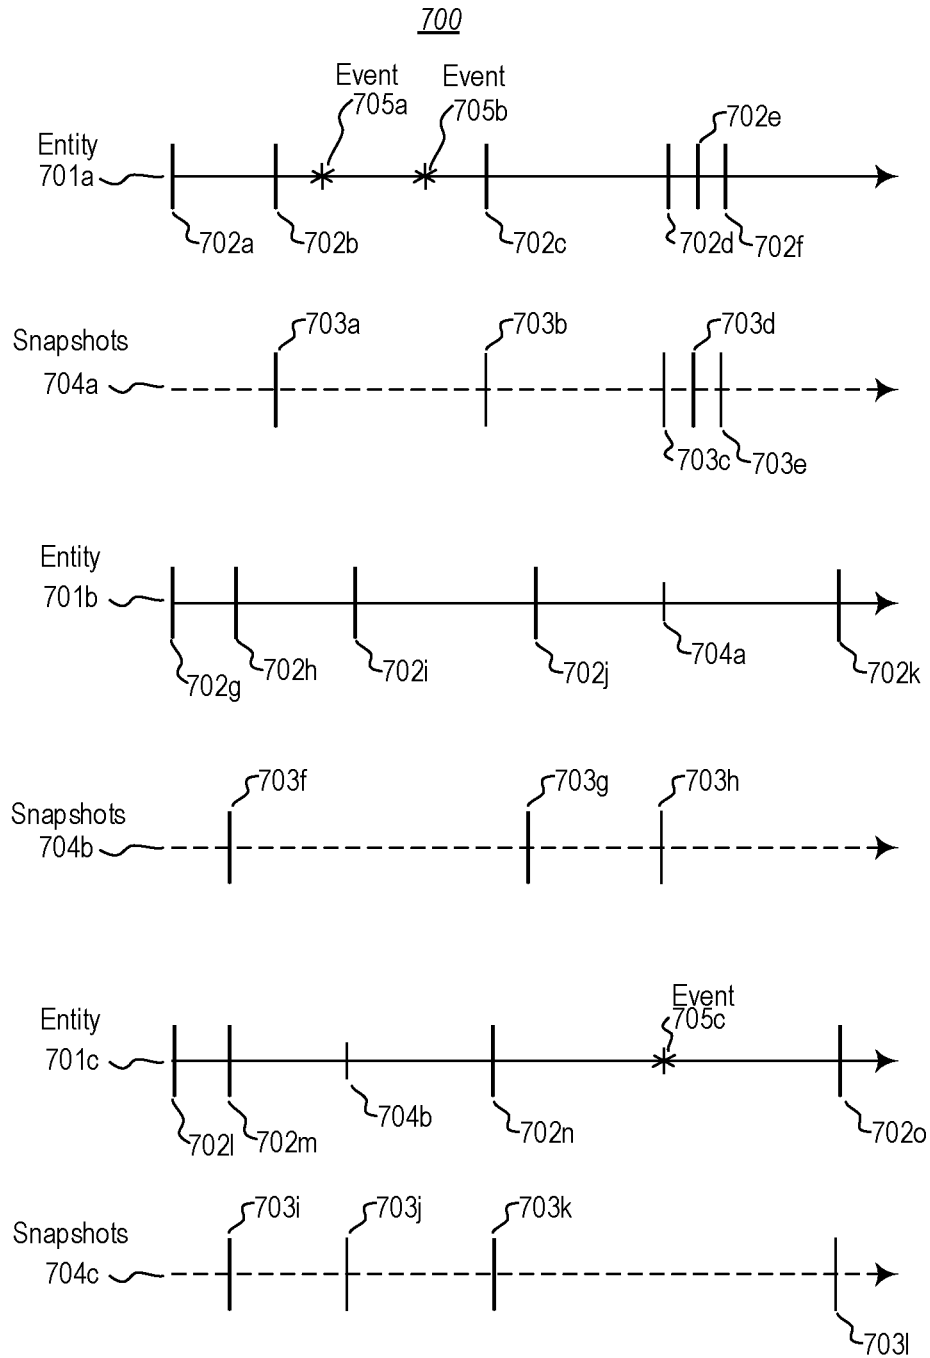 700
Event
705a
Event
705b
702e
Entity
701a
702a
702b
702c
702d
702f
Snapshots
704a
703a
703b
703d
703c
703e
Entity
701b
702g
702h
702i
702j
704a
702k
Snapshots
704b
703f
703g
703h
Entity
701c
Event
705c
702l
702m
704b
702n
702o
Snapshots
704c
703i
703j
703k
703l